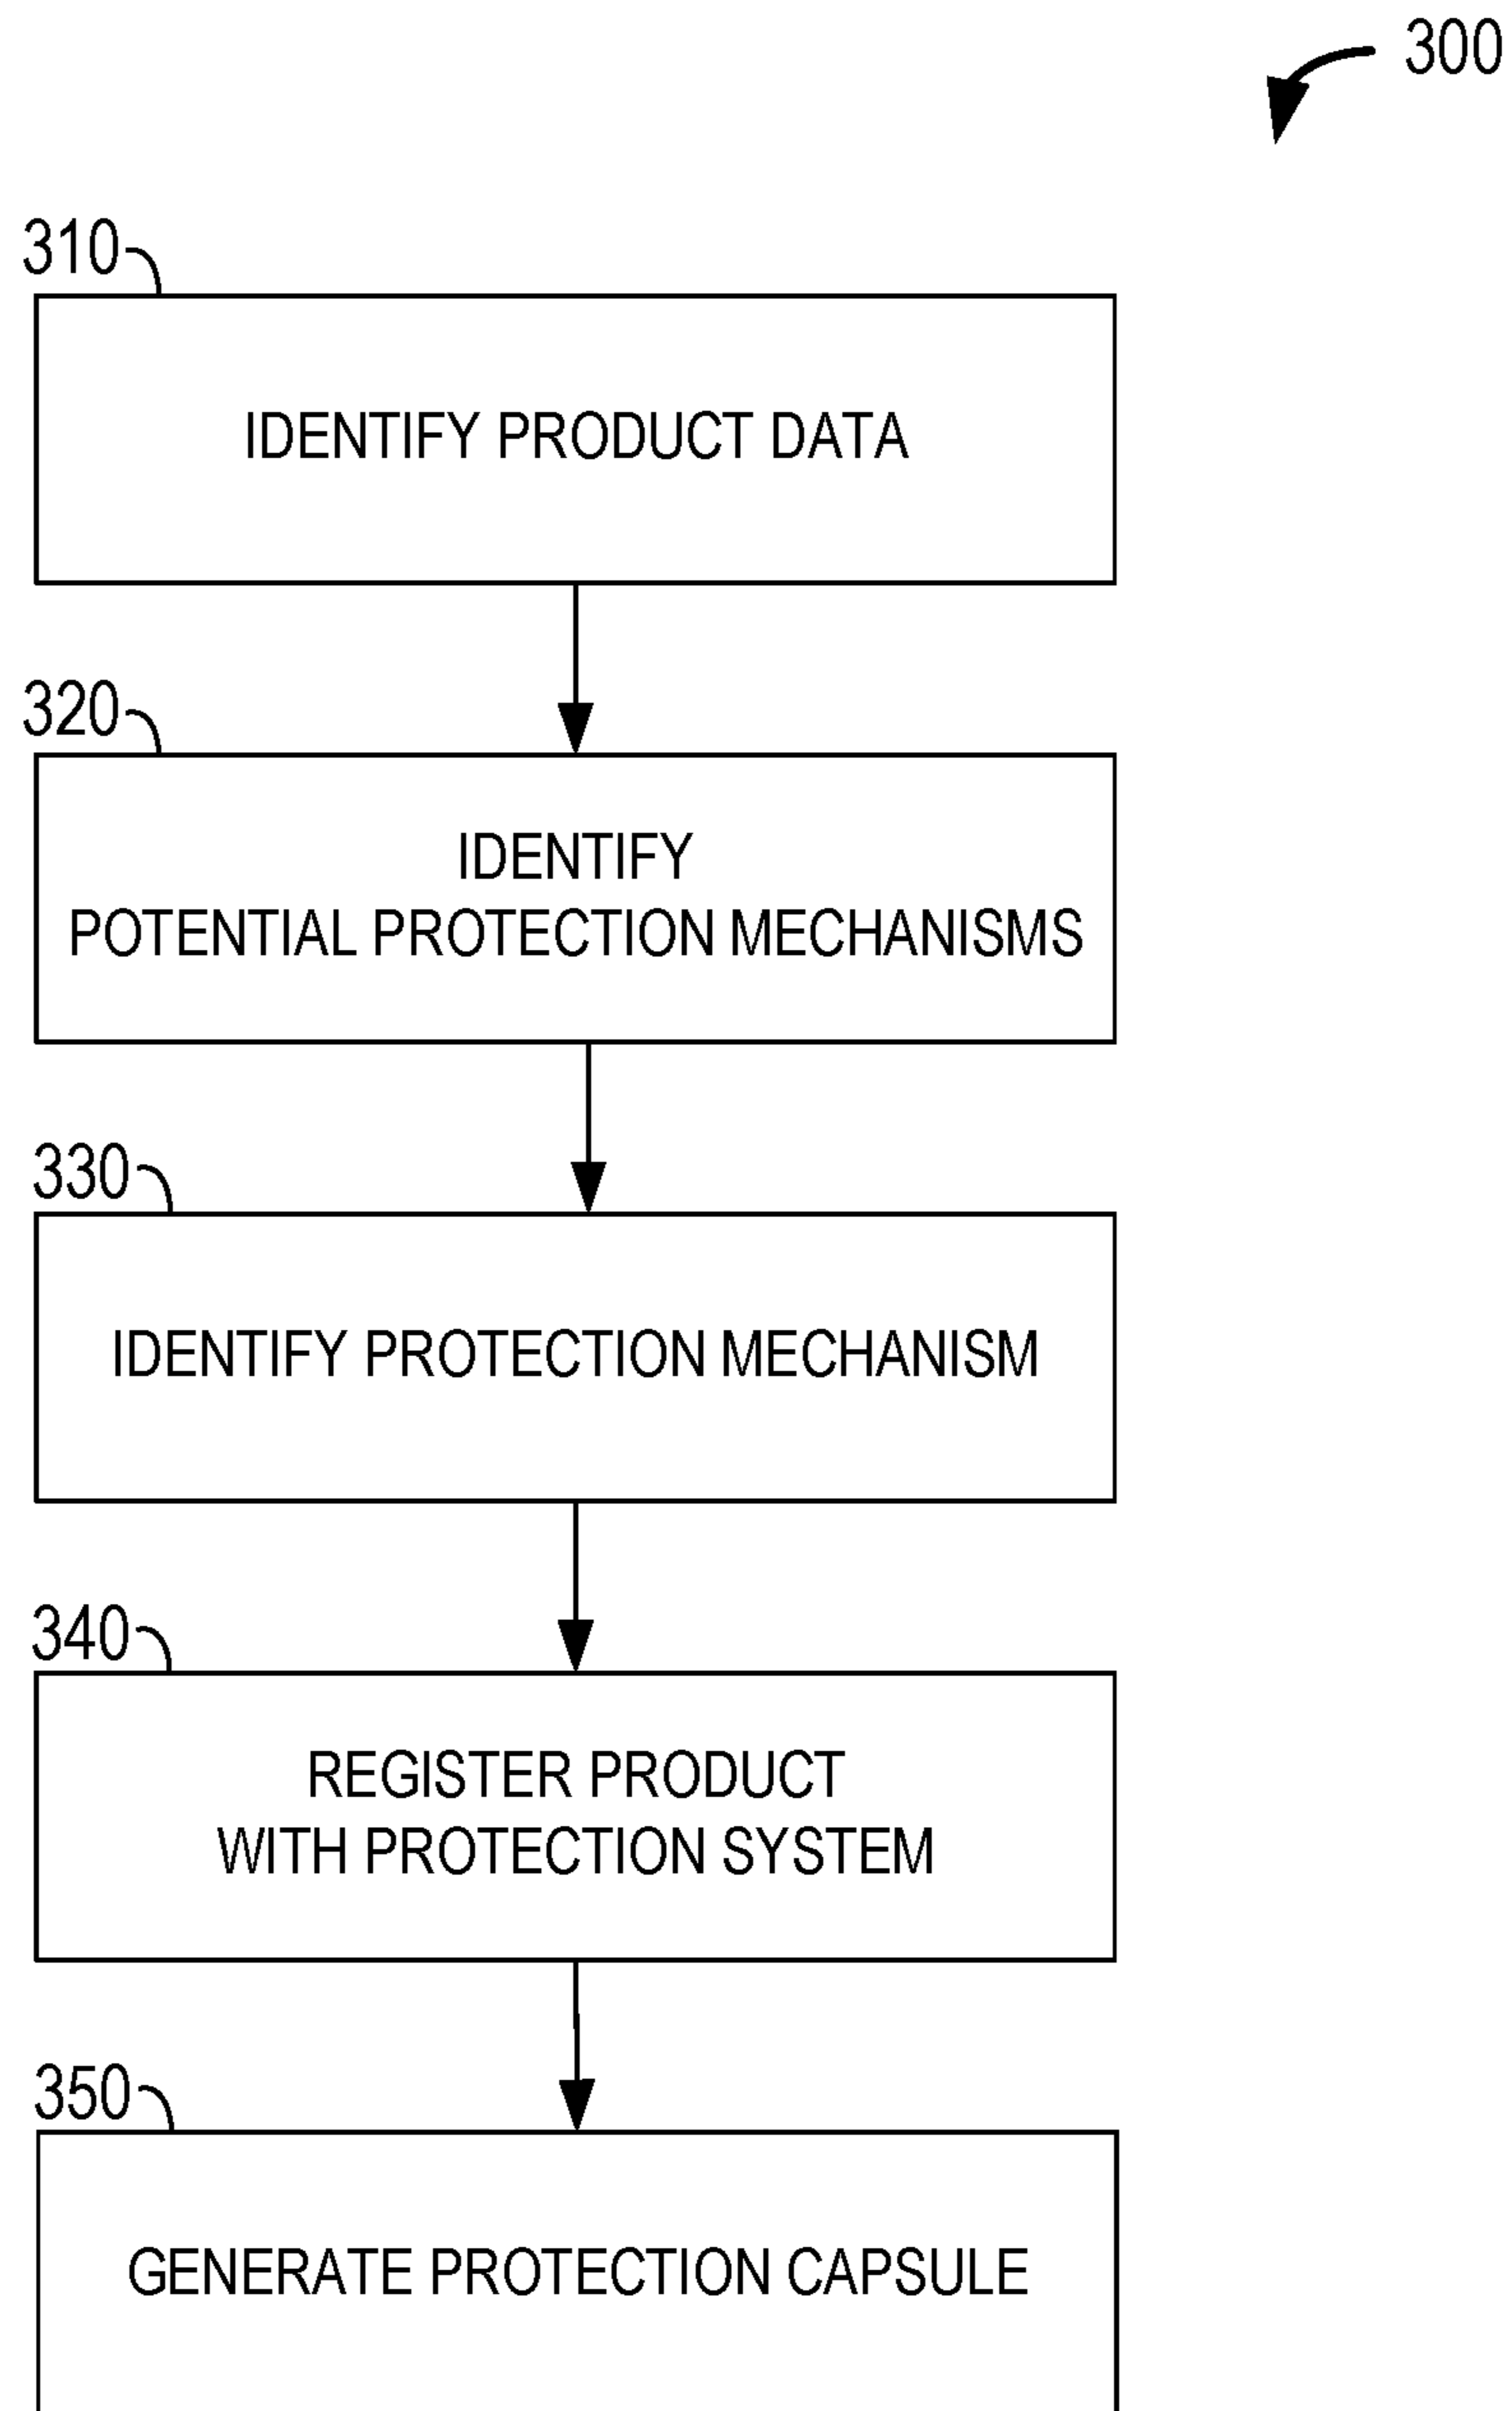 300
310
IDENTIFY PRODUCT DATA
320
IDENTIFY
POTENTIAL PROTECTION MECHANISMS
330
IDENTIFY PROTECTION MECHANISM
340
REGISTER PRODUCT
WITH PROTECTION SYSTEM
350
GENERATE PROTECTION CAPSULE